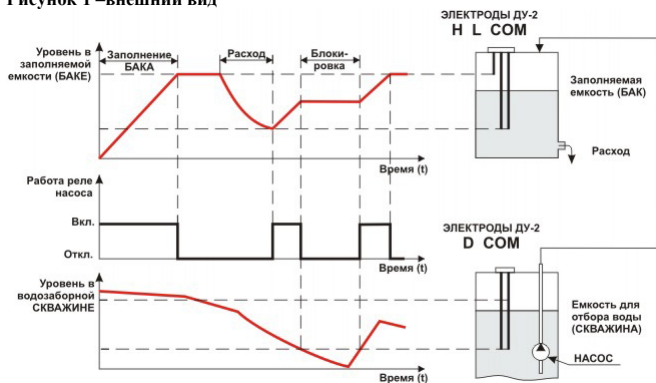 Рисунок 1 –внешний вид
ЭЛЕКТРОДЫ ДУ-2
H L COM
Уровень в
заполняемой
емкости (БАКЕ)
Заполнение
БАКА
Расход
Блоки-
ровка
Заполняемая
емкость (БАК)
Расход
Время (t)
Работа реле
насоса
Вкл.
Откл.
Время (t)
ЭЛЕКТРОДЫ ДУ-2
D COM
Уровень в
водозаборной
СКВАЖИНЕ
Емкость для
отбора воды
(СКВАЖИНА)
НАСОС
Время (t)